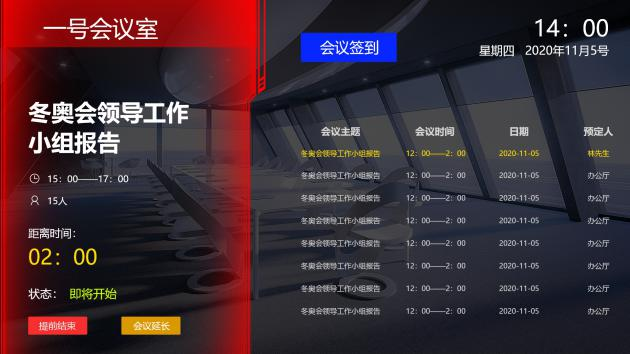 一号会议室
冬奥会领导工作
小组报告
15：00——17：00
15人
距离时间：
02：00
状态： 即将开始
提前结束 会议延长
会议签到
14：00
星期四 2020年11月5号
会议主题 会议时间 日期 预定人
冬奥会领导工作小组报告 12：00——2：00 2020-11-05 林先生
冬奥会领导工作小组报告 12：00——2：00 2020-11-05 办公厅
冬奥会领导工作小组报告 12：00——2：00 2020-11-05 办公厅
冬奥会领导工作小组报告 12：00——2：00 2020-11-05 办公厅
冬奥会领导工作小组报告 12：00——2：00 2020-11-05 办公厅
冬奥会领导工作小组报告 12：00——2：00 2020-11-05 办公厅
冬奥会领导工作小组报告 12：00——2：00 2020-11-05 办公厅
冬奥会领导工作小组报告 12：00——2：00 2020-11-05 办公厅